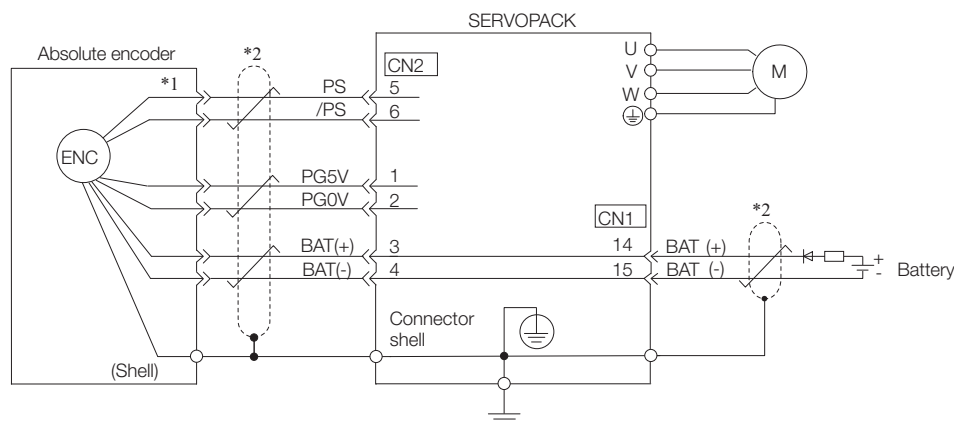 SERVOPACK
Absolute encoder
*2
CN2
U
V
W
M
*1
PS
5
/PS
6
ENC
PG5V
1
PG0V
2
CN1
*2
BAT(+)
3
14
BAT (+)
BAT(-)
4
15
BAT (-)
+
-
Battery
Connector
shell
(Shell)